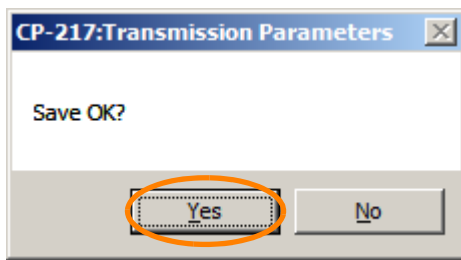 CP-217:Transmission Parameters
Save OK?
Yes No